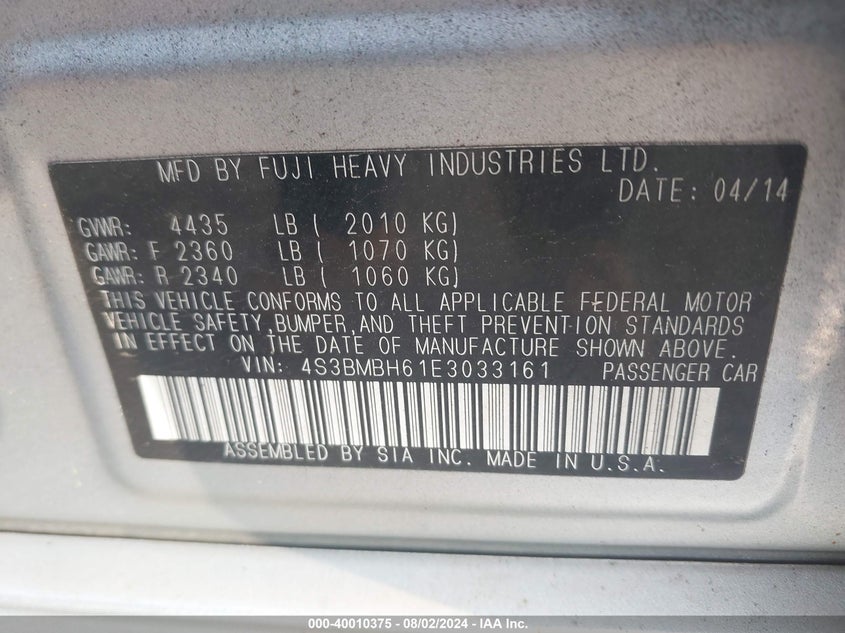 MFD BY FUJI HEAVY INDUSTRIES LTD.
DATE: 04/14
GVWR: 4435 LB ( 2010 KG)
GAWR: F 2360 LB ( 1070 KG)
GAWR: R 2340 LB ( 1060 KG)
THIS VEHICLE CONFORMS TO ALL APPLICABLE FEDERAL MOTOR
VEHICLE SAFETY,BUMPER,AND THEFT PREVENTION STANDARDS
IN EFFECT ON THE DATE OF MANUFACTURE SHOWN ABOVE.
VIN: 4S3BMBH61E3033161 PASSENGER CAR
ASSEMBLED BY SIA INC. MADE IN U.S.A.
000-40010375 - 08/02/2024 - IAA Inc.